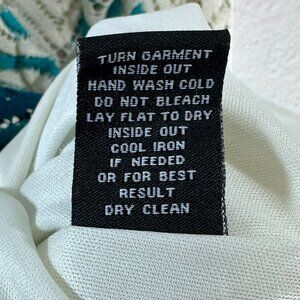 TURN GARMENT
INSIDE OUT
HAND WASH COLD
DO NOT BLEACH
LAY FLAT TO DRY
INSIDE OUT
COOL IRON
IF NEEDED
OR FOR BEST
RESULT
DRY CLEAN